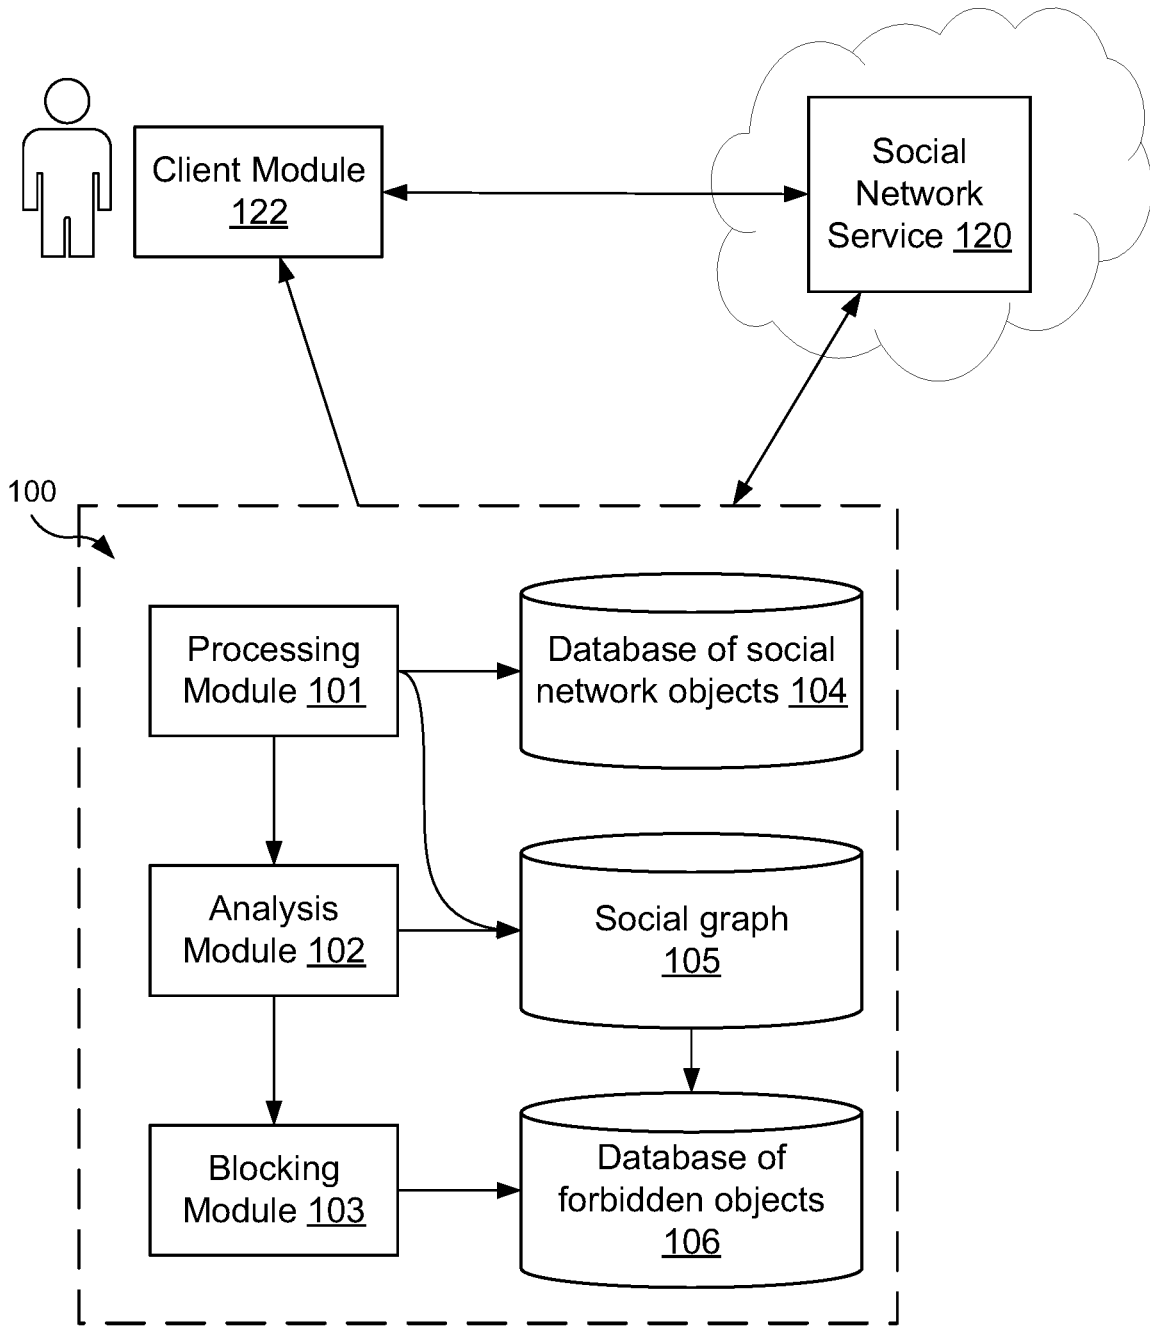 Client Module
122
Social
Network
Service 120
100
Processing
Module 101
Database of social
network objects 104
Analysis
Module 102
Social graph
105
Blocking
Module 103
Database of
forbidden objects
106